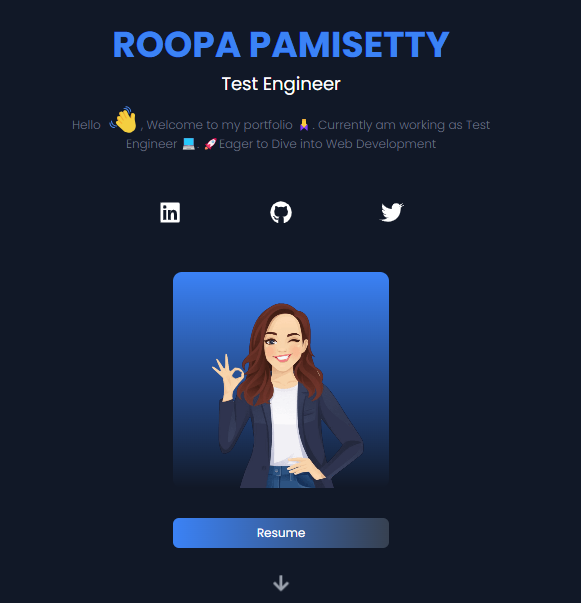 ROOPA PAMISETTY
Test Engineer
Hello 👋, Welcome to my portfolio 🧘‍♀️. Currently am working as Test
Engineer 💻. 🚀Eager to Dive into Web Development
in
Resume